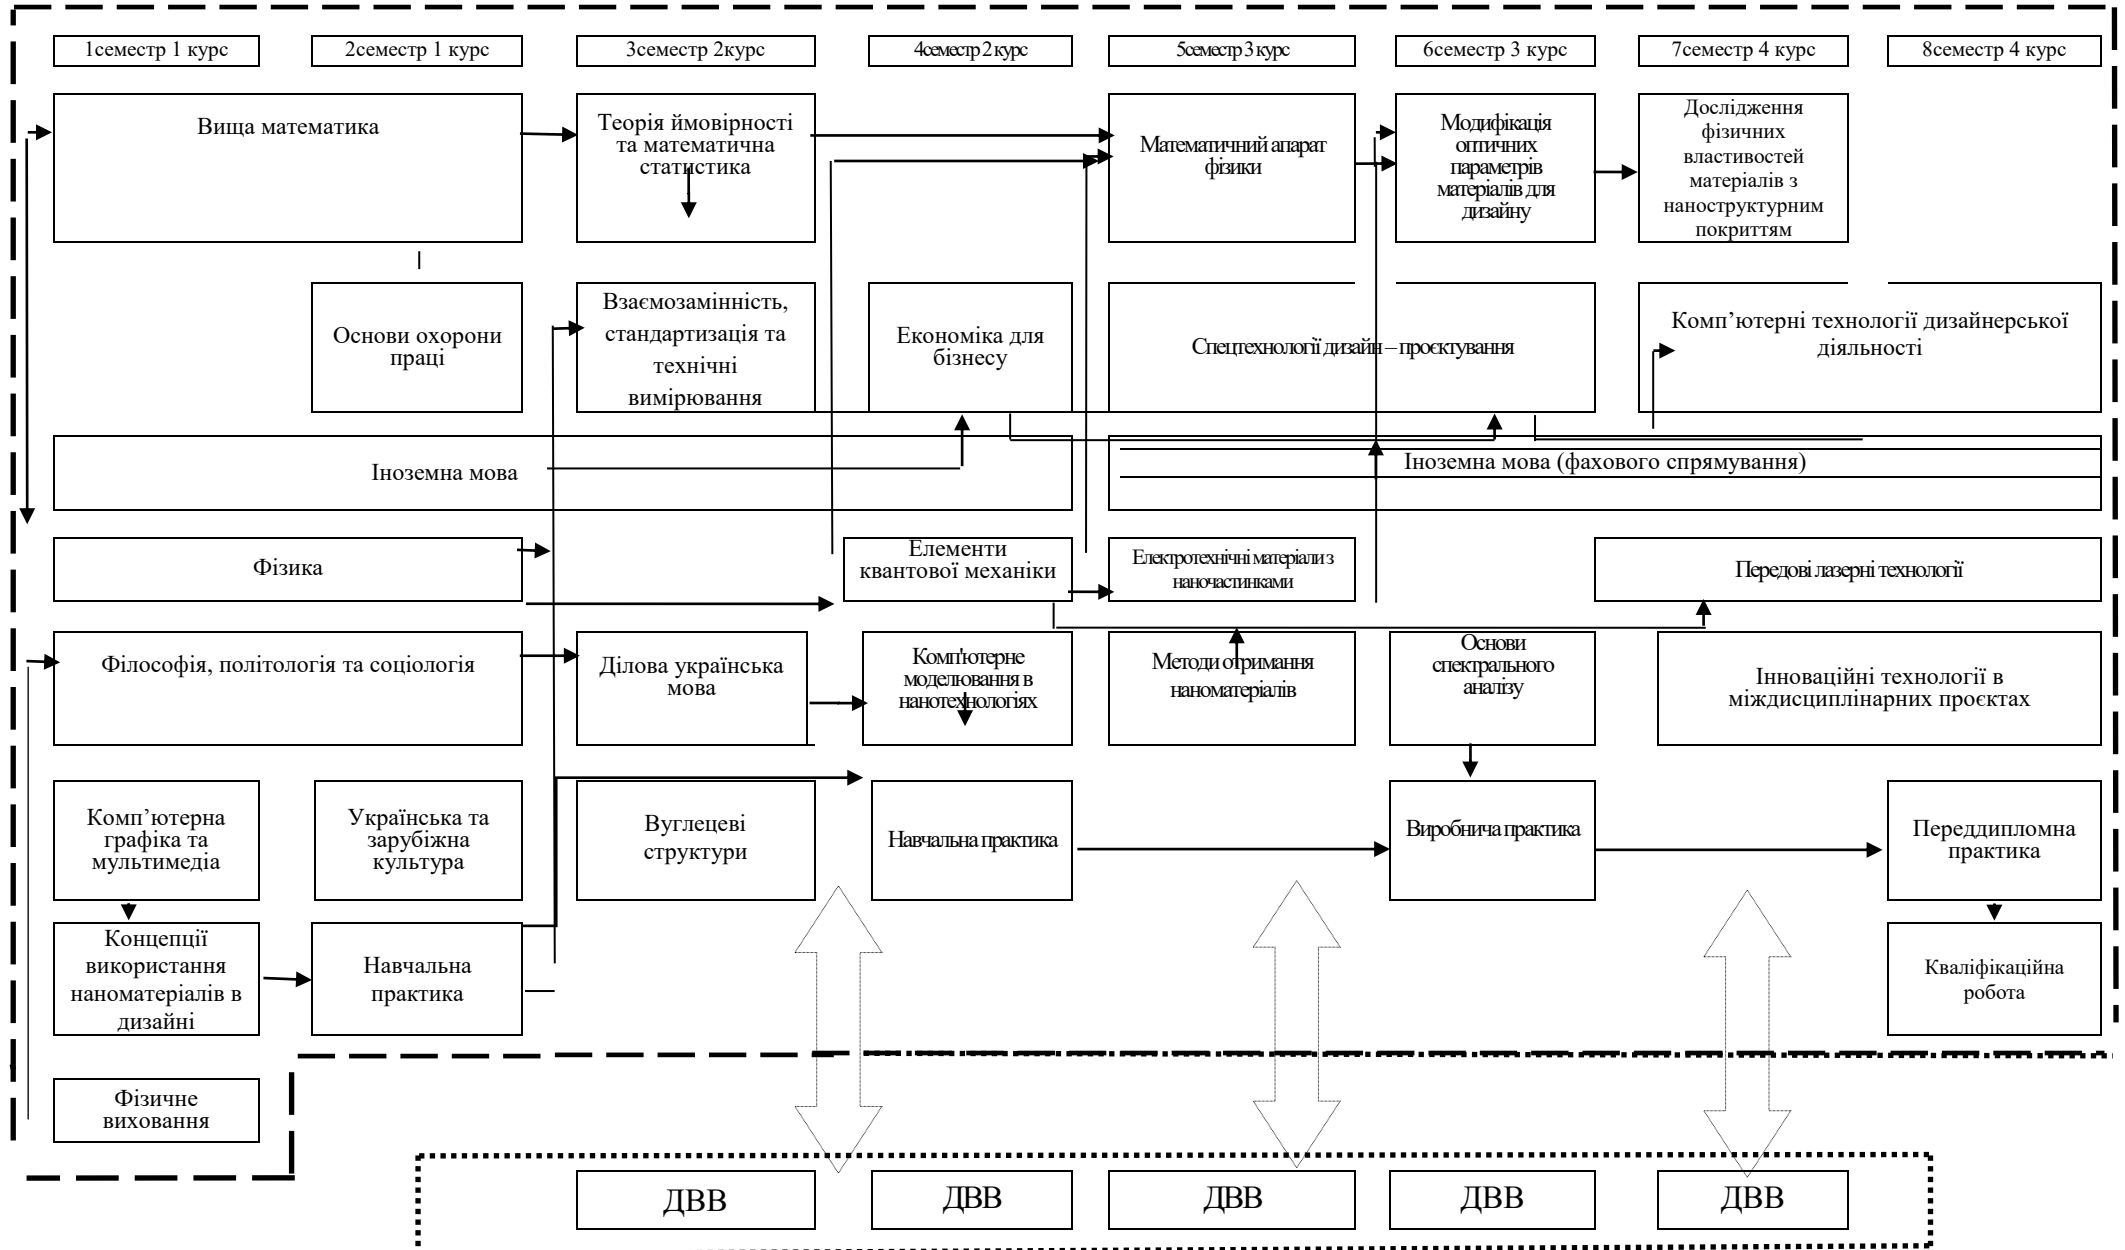 1семестр 1 курс
2семестр 1 курс
3семестр 2курс
4семестр 2 курс
5семестр 3 курс
6семестр 3 курс
7семестр 4 курс
8семестр 4 курс
Вища математика
Теорія ймовірності
та математична
статистика
Математичний апарат
фізики
Модифікація
оптичних
параметрів
матеріалів для
дизайну
Дослідження
фізичних
властивостей
матеріалів з
наноструктурним
покриттям
Основи охорони
праці
Взаємозамінність,
стандартизація та
технічні
вимірювання
Економіка для
бізнесу
Спецтехнології дизайн – проєктування
Комп’ютерні технології дизайнерської
діяльності
Іноземна мова
Іноземна мова (фахового спрямування)
Фізика
Елементи
квантової механіки
Електротехнічні матеріали з
наночастинками
Передові лазерні технології
Філософія, політологія та соціологія
Ділова українська
мова
Комп'ютерне
моделювання в
нанотехнологіях
Методи отримання
наноматеріалів
Основи
спектрального
аналізу
Інноваційні технології в
міждисциплінарних проєктах
Комп’ютерна
графіка та
мультимедіа
Українська та
зарубіжна
культура
Вуглецеві
структури
Навчальна практика
Виробнича практика
Переддипломна
практика
Концепції
використання
наноматеріалів в
дизайні
Навчальна
практика
Кваліфікаційна
робота
Фізичне
виховання
ДВВ
ДВВ
ДВВ
ДВВ
ДВВ